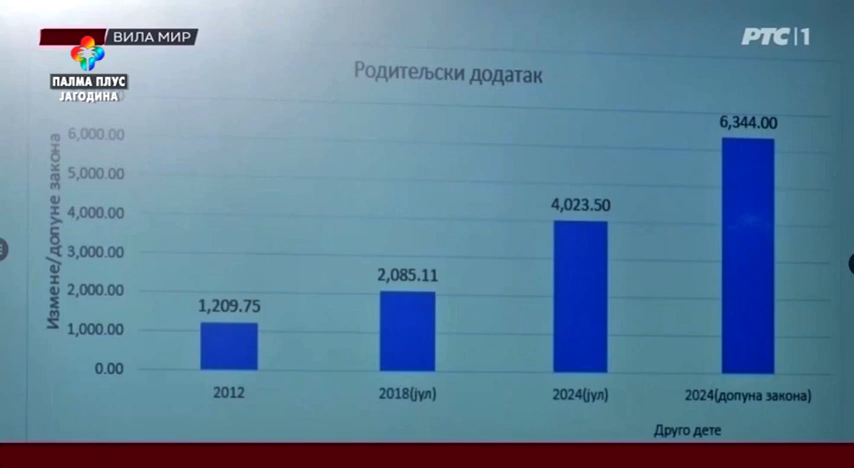 ВИЛА МИР
РТС|1
ПАЛМА ПЛУС
ЈАГОДИНА
Родитељски додатак
Измене/допуне закона
6,000.00
5,000.00
4,000.00
3,000.00
2,000.00
1,000.00
0.00
1,209.75
2,085.11
4,023.50
6,344.00
2012
2018(јул)
2024(јул)
2024(допуна закона)
Друго дете